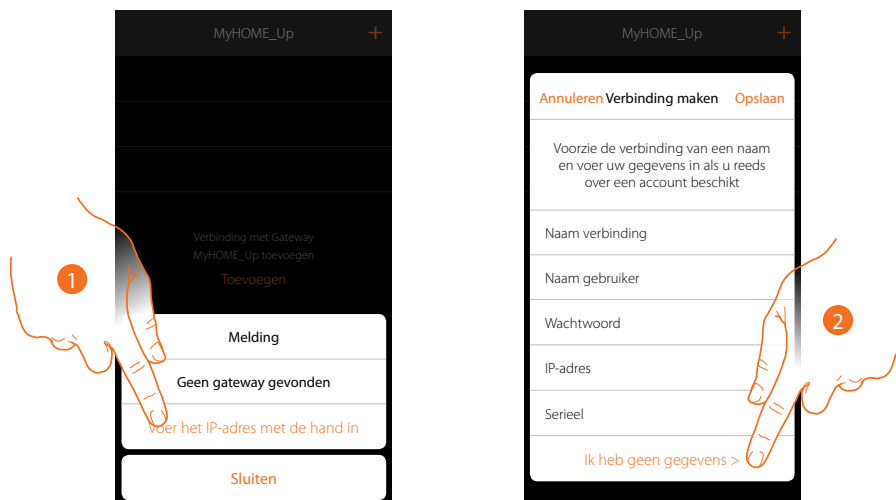 MyHOME_Up +
Verbinding met Gateway
MyHOME_Up toevoegen
Toevoegen
1
Melding
Geen gateway gevonden
Voer het IP-adres met de hand in
Sluiten
MyHOME_Up +
Annuleren Verbinding maken Opslaan
Voorzie de verbinding van een naam
en voer uw gegevens in als u reeds
over een account beschikt
Naam verbinding
Naam gebruiker
Wachtwoord
2
IP-adres
Serieel
Ik heb geen gegevens >